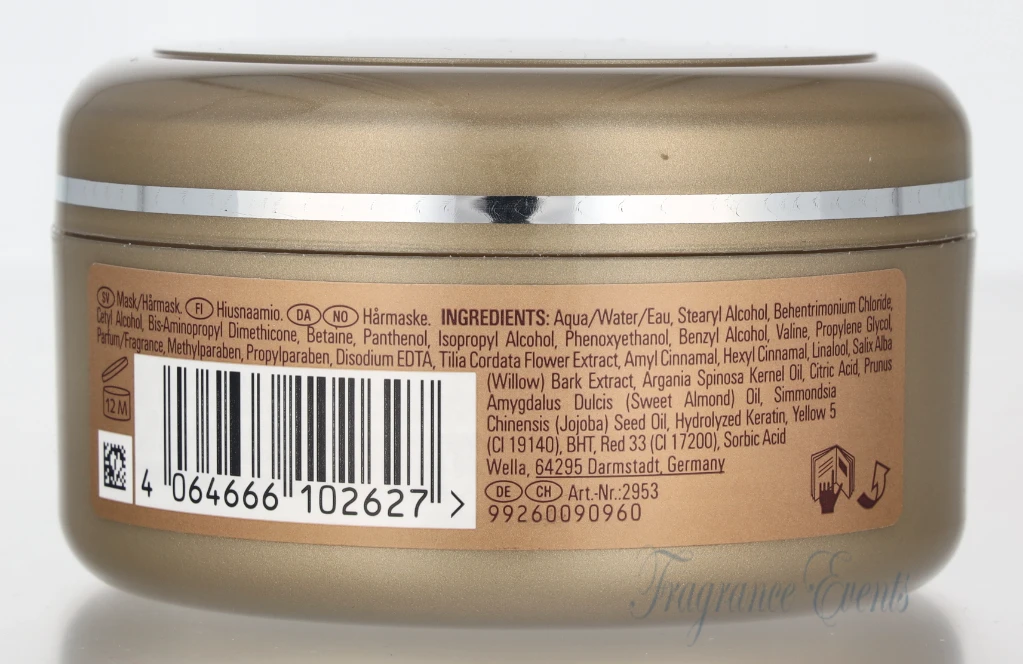 SV Mask/Hårmask. FI Hiusnaamio. DA NO Hårmaske. INGREDIENTS: Aqua/Water/Eau, Stearyl Alcohol, Behentrimonium Chloride,
Cetyl Alcohol, Bis-Aminopropyl Dimethicone, Betaine, Panthenol, Isopropyl Alcohol, Phenoxyethanol, Benzyl Alcohol, Valine, Propylene Glycol,
Parfum/Fragrance, Methylparaben, Propylparaben, Disodium EDTA, Tilia Cordata Flower Extract, Amyl Cinnamal, Hexyl Cinnamal, Linalool, Salix Alba
(Willow) Bark Extract, Argania Spinosa Kernel Oil, Citric Acid, Prunus
Amygdalus Dulcis (Sweet Almond) Oil, Simmondsia
Chinensis (Jojoba) Seed Oil, Hydrolyzed Keratin, Yellow 5
(CI 19140), BHT, Red 33 (CI 17200), Sorbic Acid
Wella, 64295 Darmstadt, Germany
DE CH Art.-Nr.:2953
99260090960
12 M
4 064666 102627 >
Fragrance Events